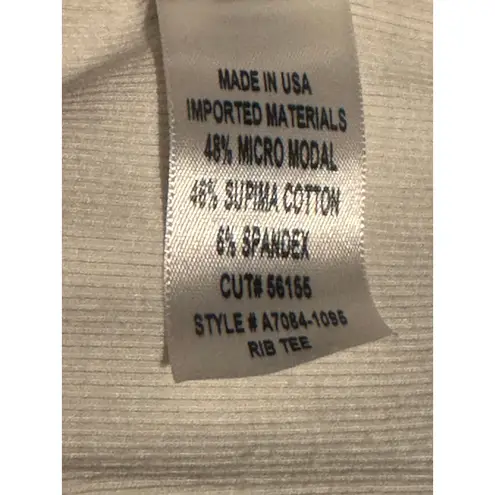 MADE IN USA
IMPORTED MATERIALS
48% MICRO MODAL
46% SUPIMA COTTON
6% SPANDEX
CUT# 56155
STYLE # A7084-1095
RIB TEE